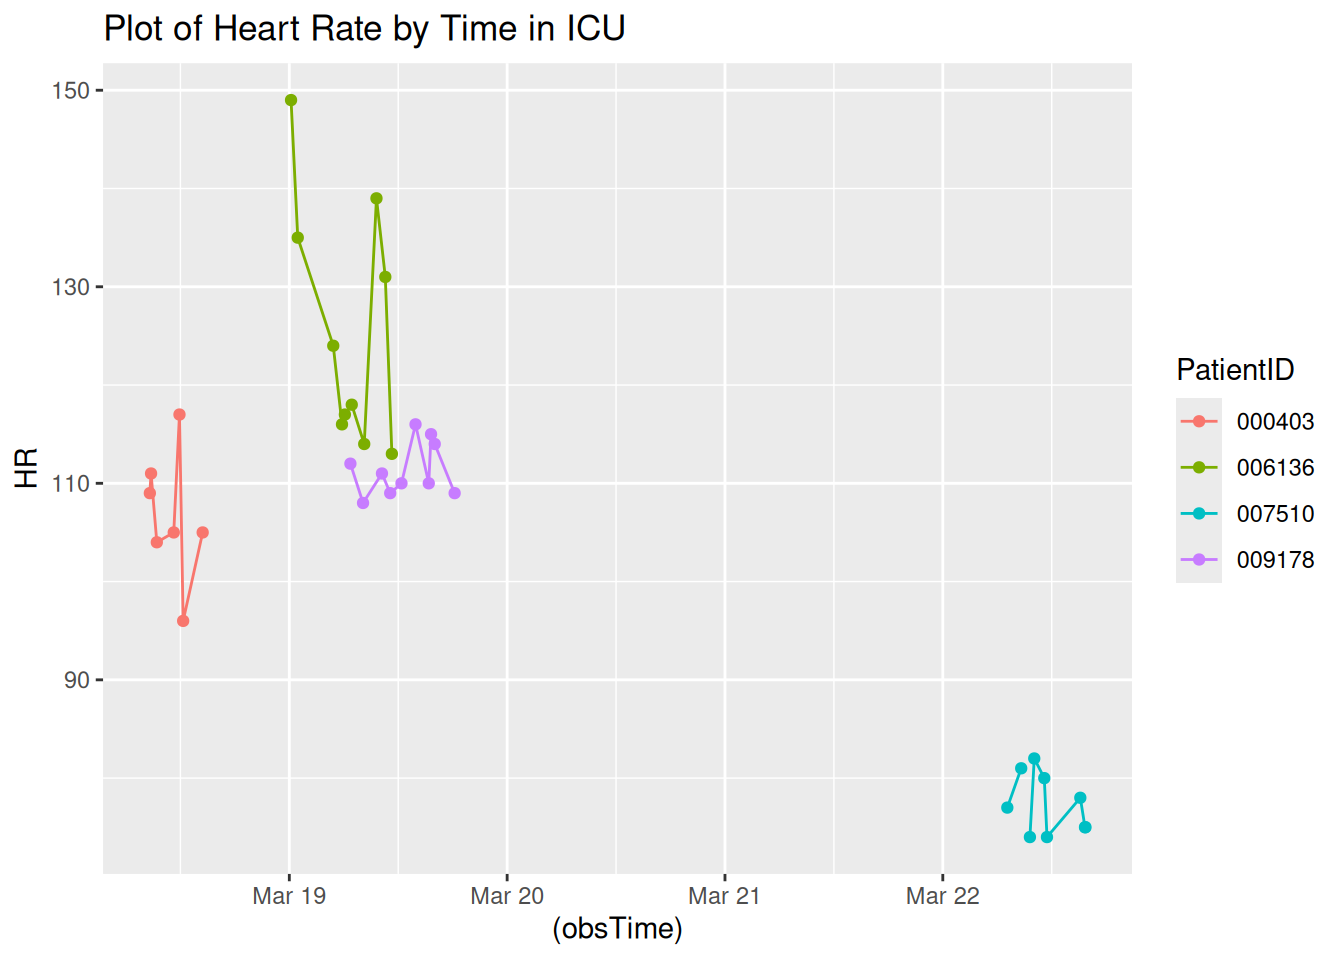 Plot of Heart Rate by Time in ICU
150
130
110
90
HR
Mar 19
Mar 20
Mar 21
Mar 22
(obsTime)
PatientID
000403
006136
007510
009178